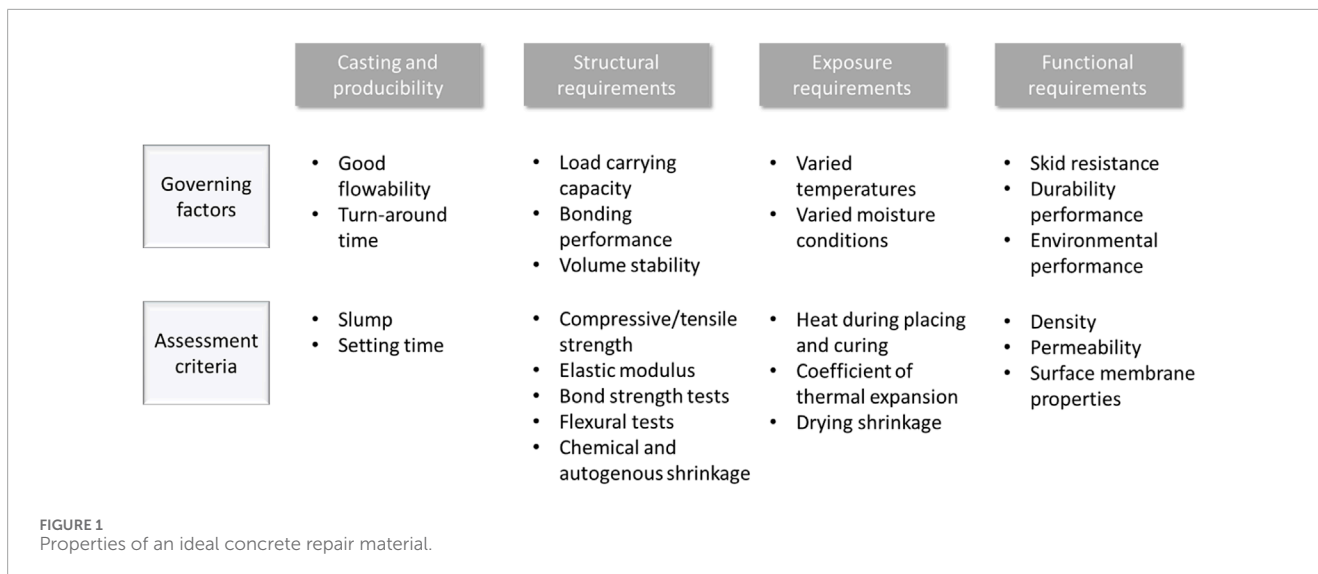 Casting and
producibility
Structural
requirements
Exposure
requirements
Functional
requirements
Governing
factors
• Good
flowability
• Turn-around
time
• Load carrying
capacity
• Bonding
performance
• Volume stability
• Varied
temperatures
• Varied moisture
conditions
• Skid resistance
• Durability
performance
• Environmental
performance
Assessment
criteria
• Slump
• Setting time
• Compressive/tensile
strength
• Elastic modulus
• Bond strength tests
• Flexural tests
• Chemical and
autogenous shrinkage
• Heat during placing
and curing
• Coefficient of
thermal expansion
• Drying shrinkage
• Density
• Permeability
• Surface membrane
properties
FIGURE 1
Properties of an ideal concrete repair material.